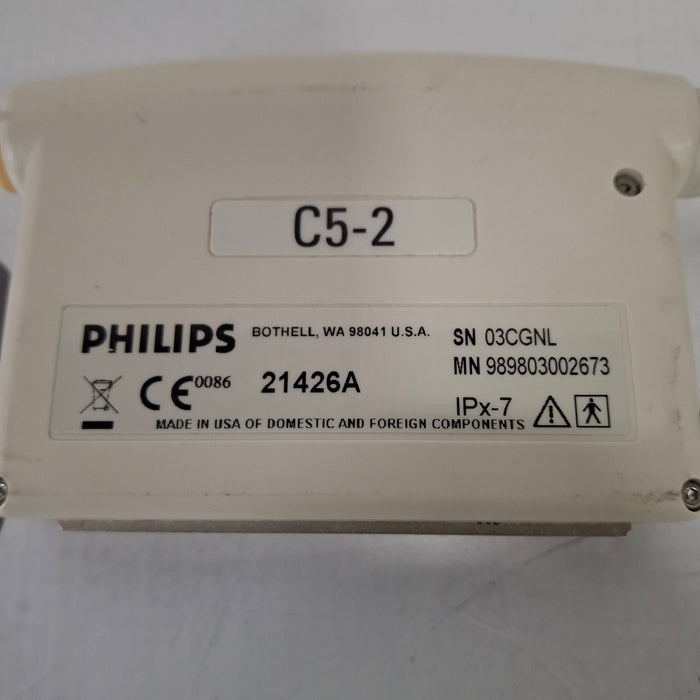 C5-2
PHILIPS BOTHELL, WA 98041 U.S.A. SN 03CGNL
MN 989803002673
CE0086 21426A
IPx-7
MADE IN USA OF DOMESTIC AND FOREIGN COMPONENTS